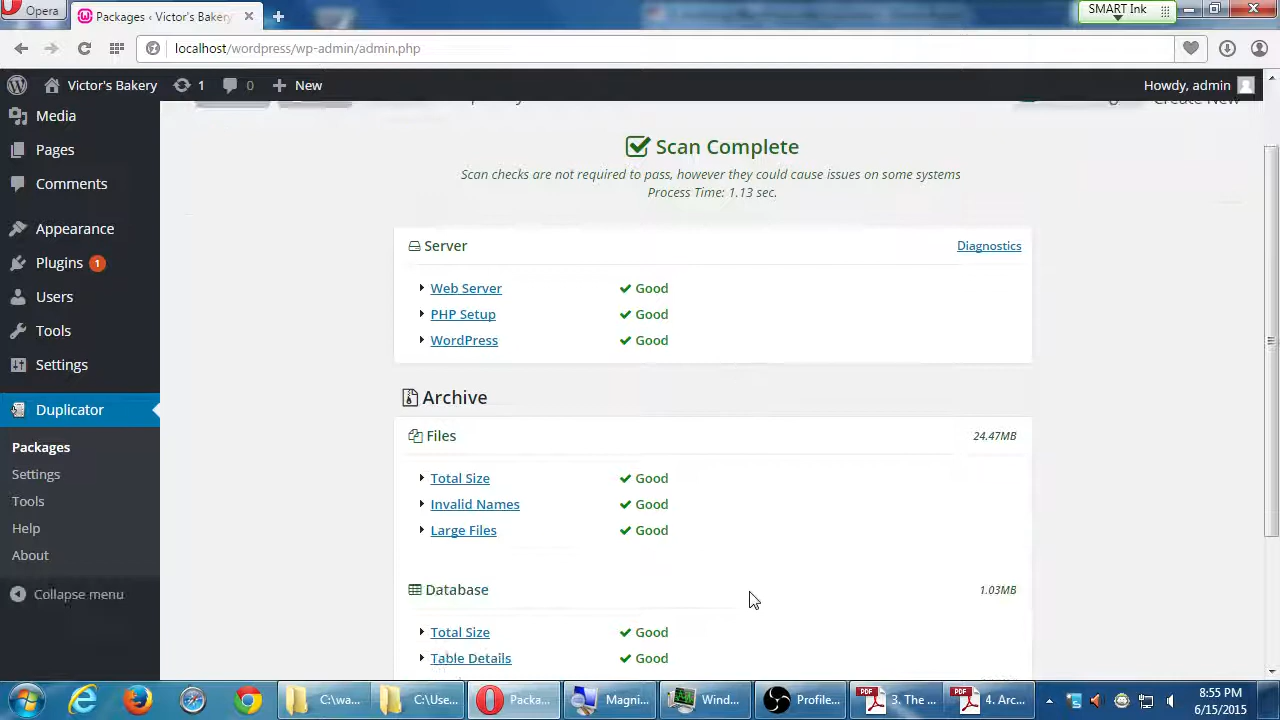 Opera
Packages ‹ Victor's Bakery
SMART Ink
localhost/wordpress/wp-admin/admin.php
Victor's Bakery
1
0
New
Howdy, admin
Media
Pages
Comments
Appearance
Plugins 1
Users
Tools
Settings
Duplicator
Packages
Settings
Tools
Help
About
Collapse menu
Create New
Scan Complete
Scan checks are not required to pass, however they could cause issues on some systems
Process Time: 1.13 sec.
Server
Diagnostics
Web Server Good
PHP Setup Good
WordPress Good
Archive
Files 24.47MB
Total Size Good
Invalid Names Good
Large Files Good
Database 1.03MB
Total Size Good
Table Details Good
C:\wa...
C:\Use...
Packa...
Magni...
Wind...
Profile...
3. The ...
4. Arc...
8:55 PM
6/15/2015